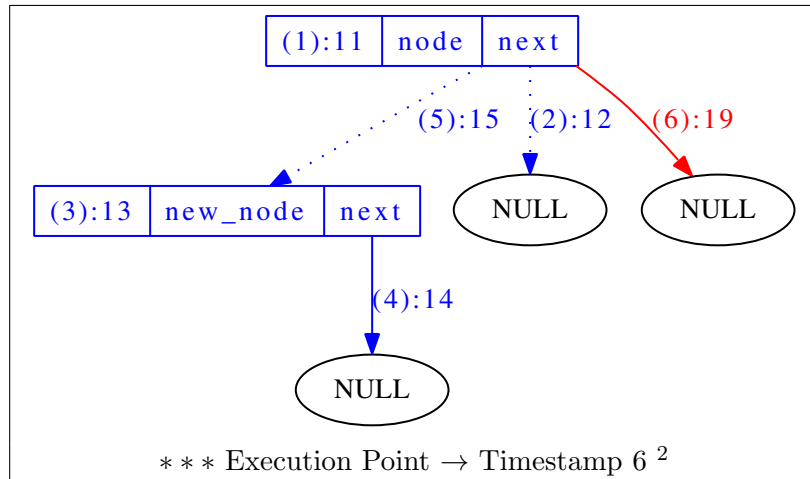 (1):11 node next
(5):15 (2):12 (6):19
(3):13 new_node next NULL NULL
(4):14
NULL
*** Execution Point → Timestamp 6 ²